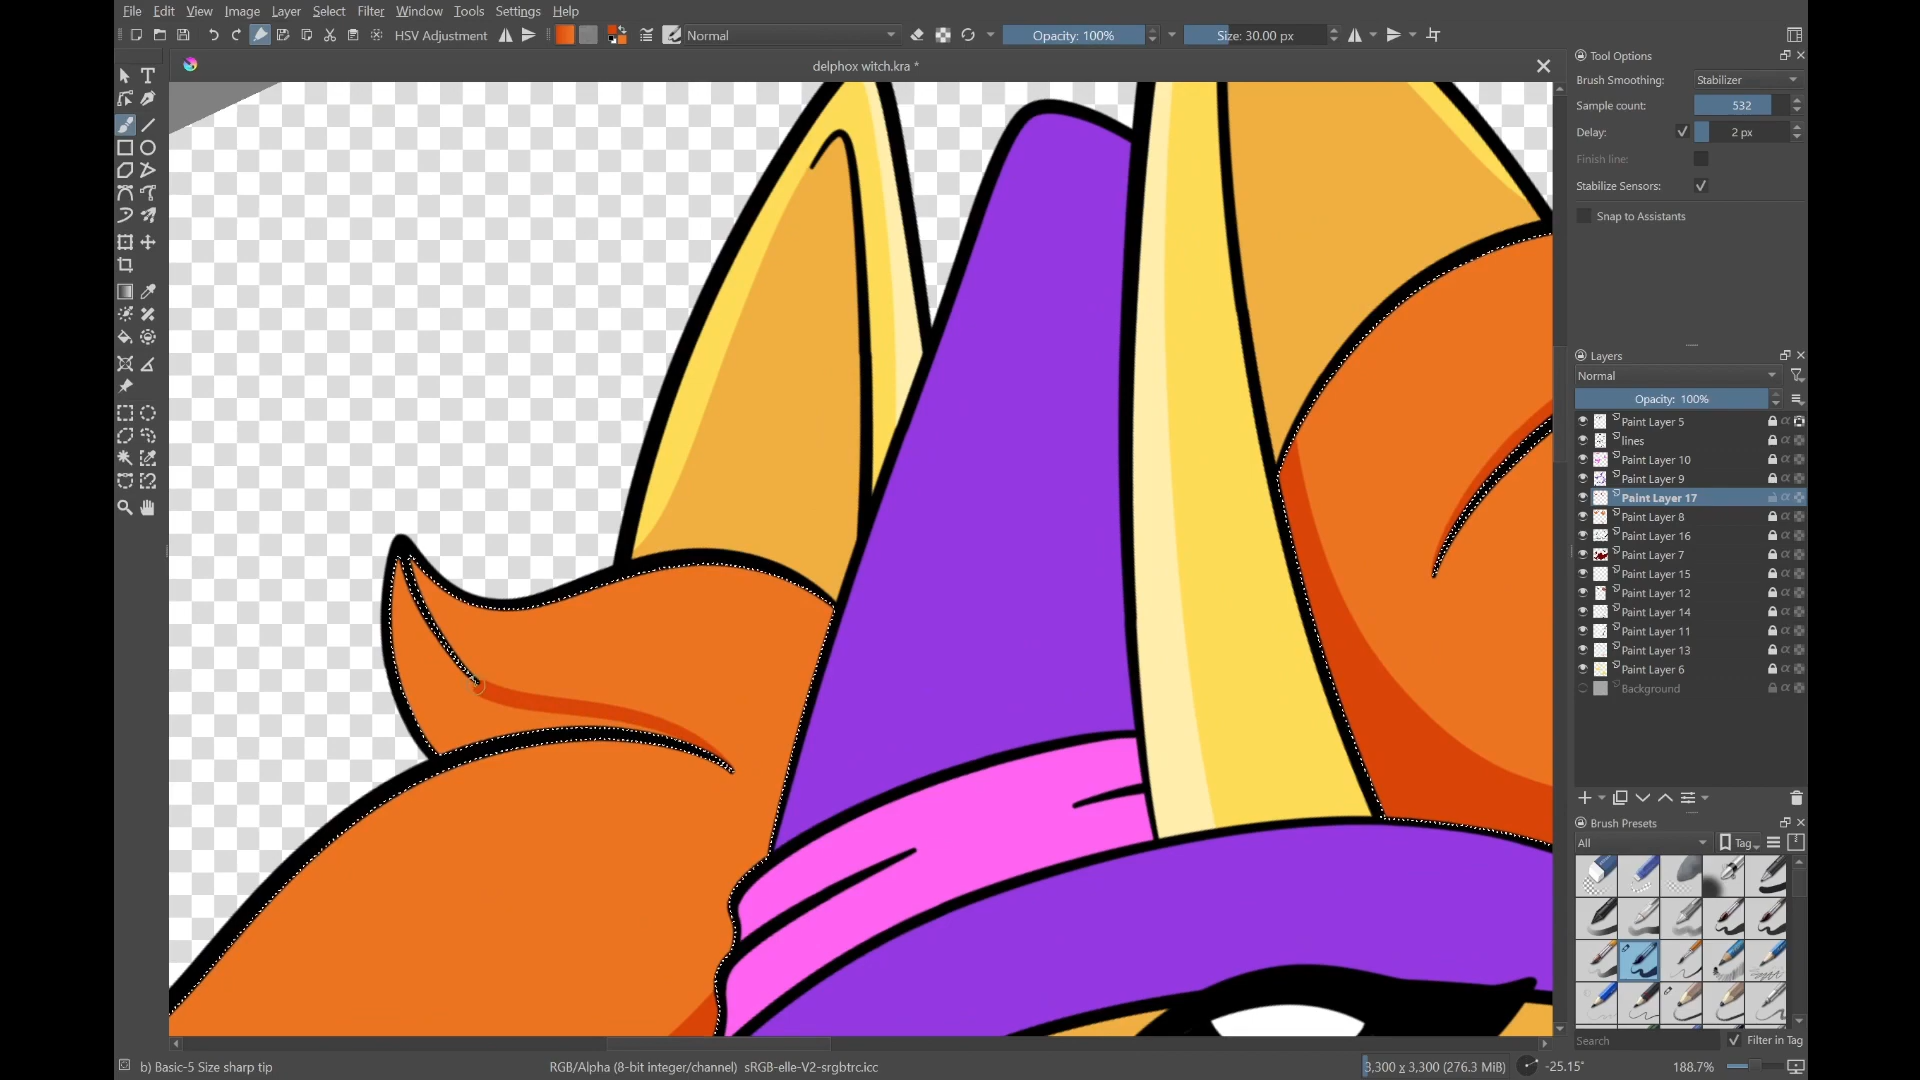 File Edit View Image Layer Select Filter Window Tools Settings Help
HSV Adjustment Normal Opacity: 100% Size: 30.00 px
delphox witch.kra *
Tool Options
Brush Smoothing: Stabilizer
Sample count: 532
Delay: 2 px
Finish line:
Stabilize Sensors:
Snap to Assistants
Layers
Normal
Opacity: 100%
Paint Layer 5
lines
Paint Layer 10
Paint Layer 9
Paint Layer 17
Paint Layer 8
Paint Layer 16
Paint Layer 7
Paint Layer 15
Paint Layer 12
Paint Layer 14
Paint Layer 11
Paint Layer 13
Paint Layer 6
Background
Brush Presets
All Tag
Search Filter in Tag
b) Basic-5 Size sharp tip RGB/Alpha (8-bit integer/channel) sRGB-elle-V2-srgbtrc.icc 3,300 x 3,300 (276.3 MiB) -25.15° 188.7%